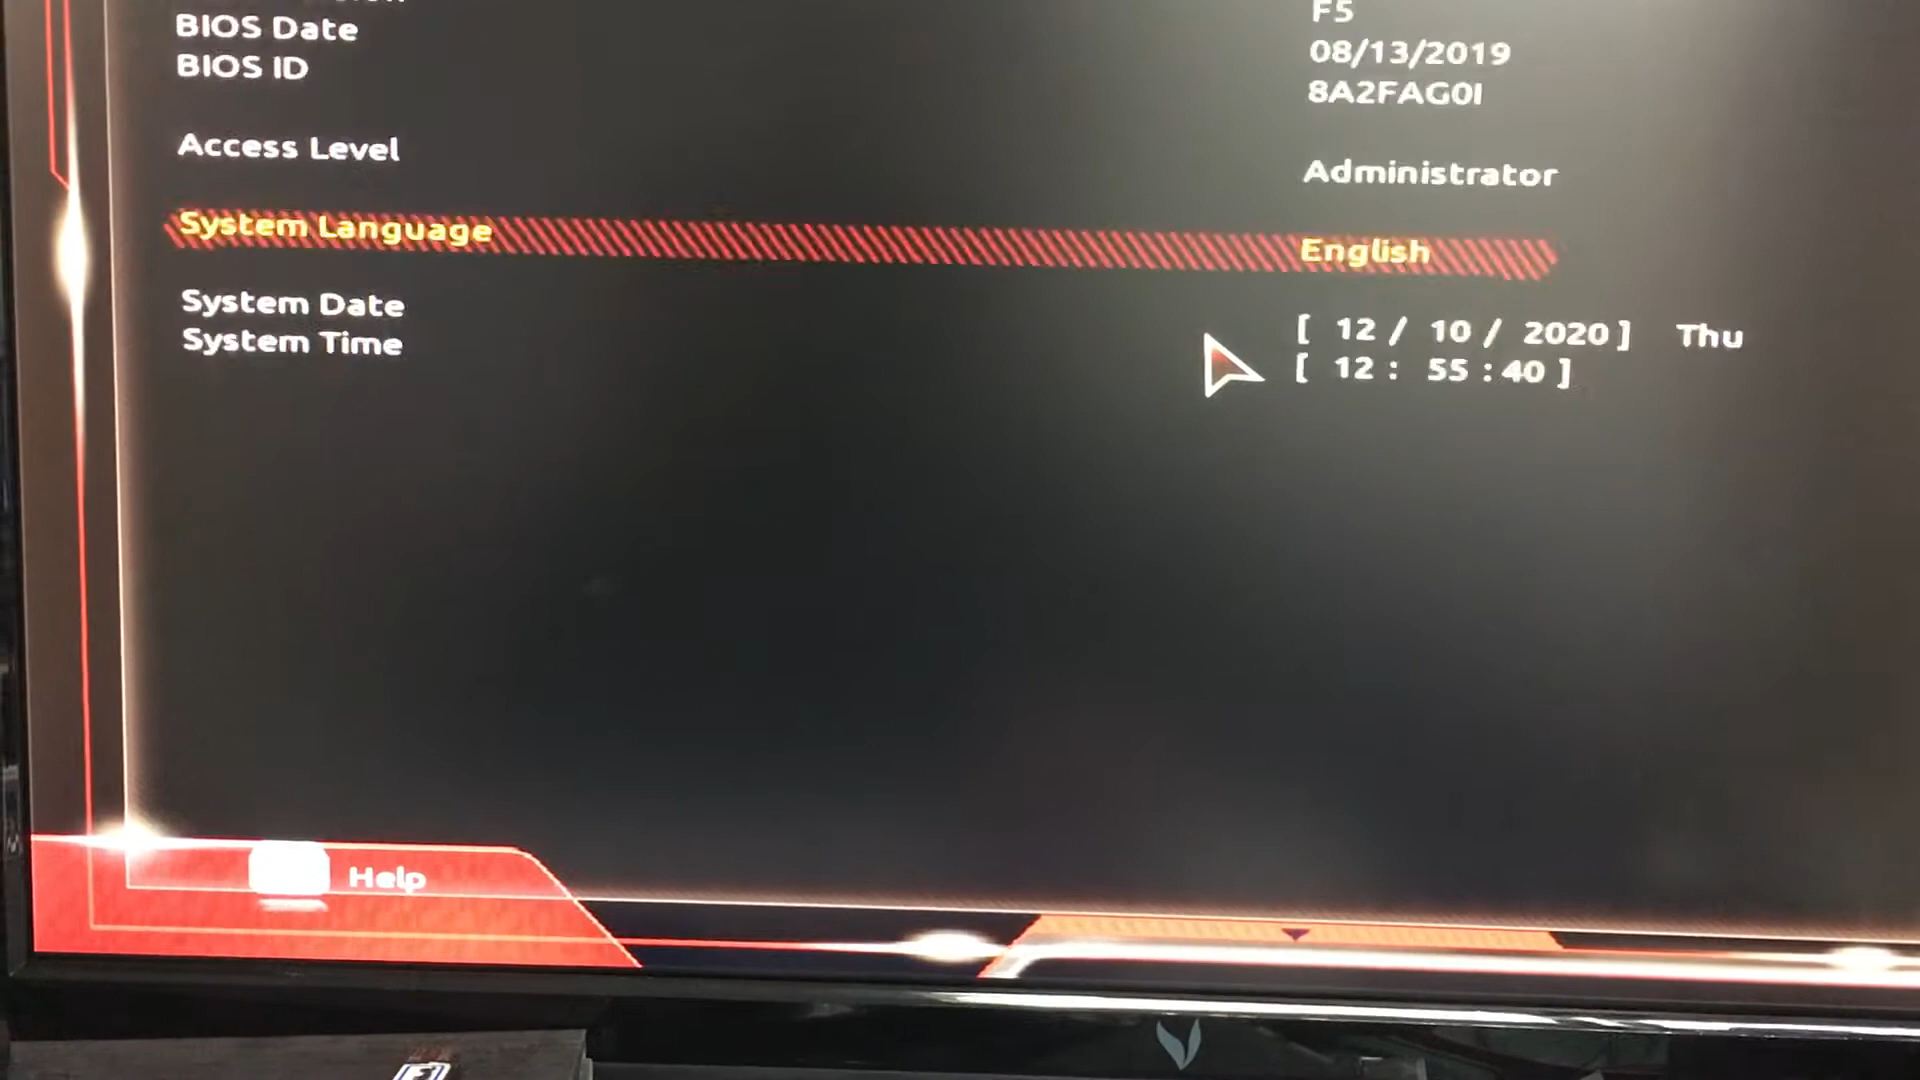 F5
BIOS Date 08/13/2019
BIOS ID 8A2FAG0I
Access Level Administrator
System Language English
System Date [ 12 / 10 / 2020 ] Thu
System Time [ 12 : 55 : 40 ]
Help